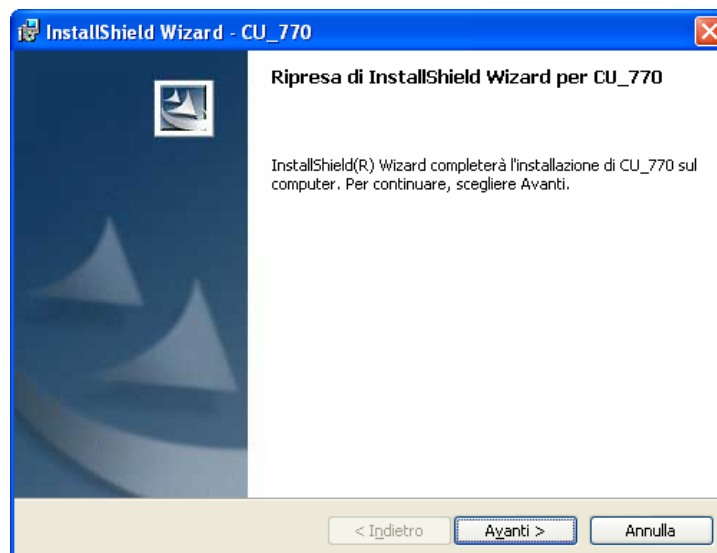 InstallShield Wizard - CU_770
Ripresa di InstallShield Wizard per CU_770
InstallShield(R) Wizard completerà l'installazione di CU_770 sul
computer. Per continuare, scegliere Avanti.
< Indietro
Avanti >
Annulla